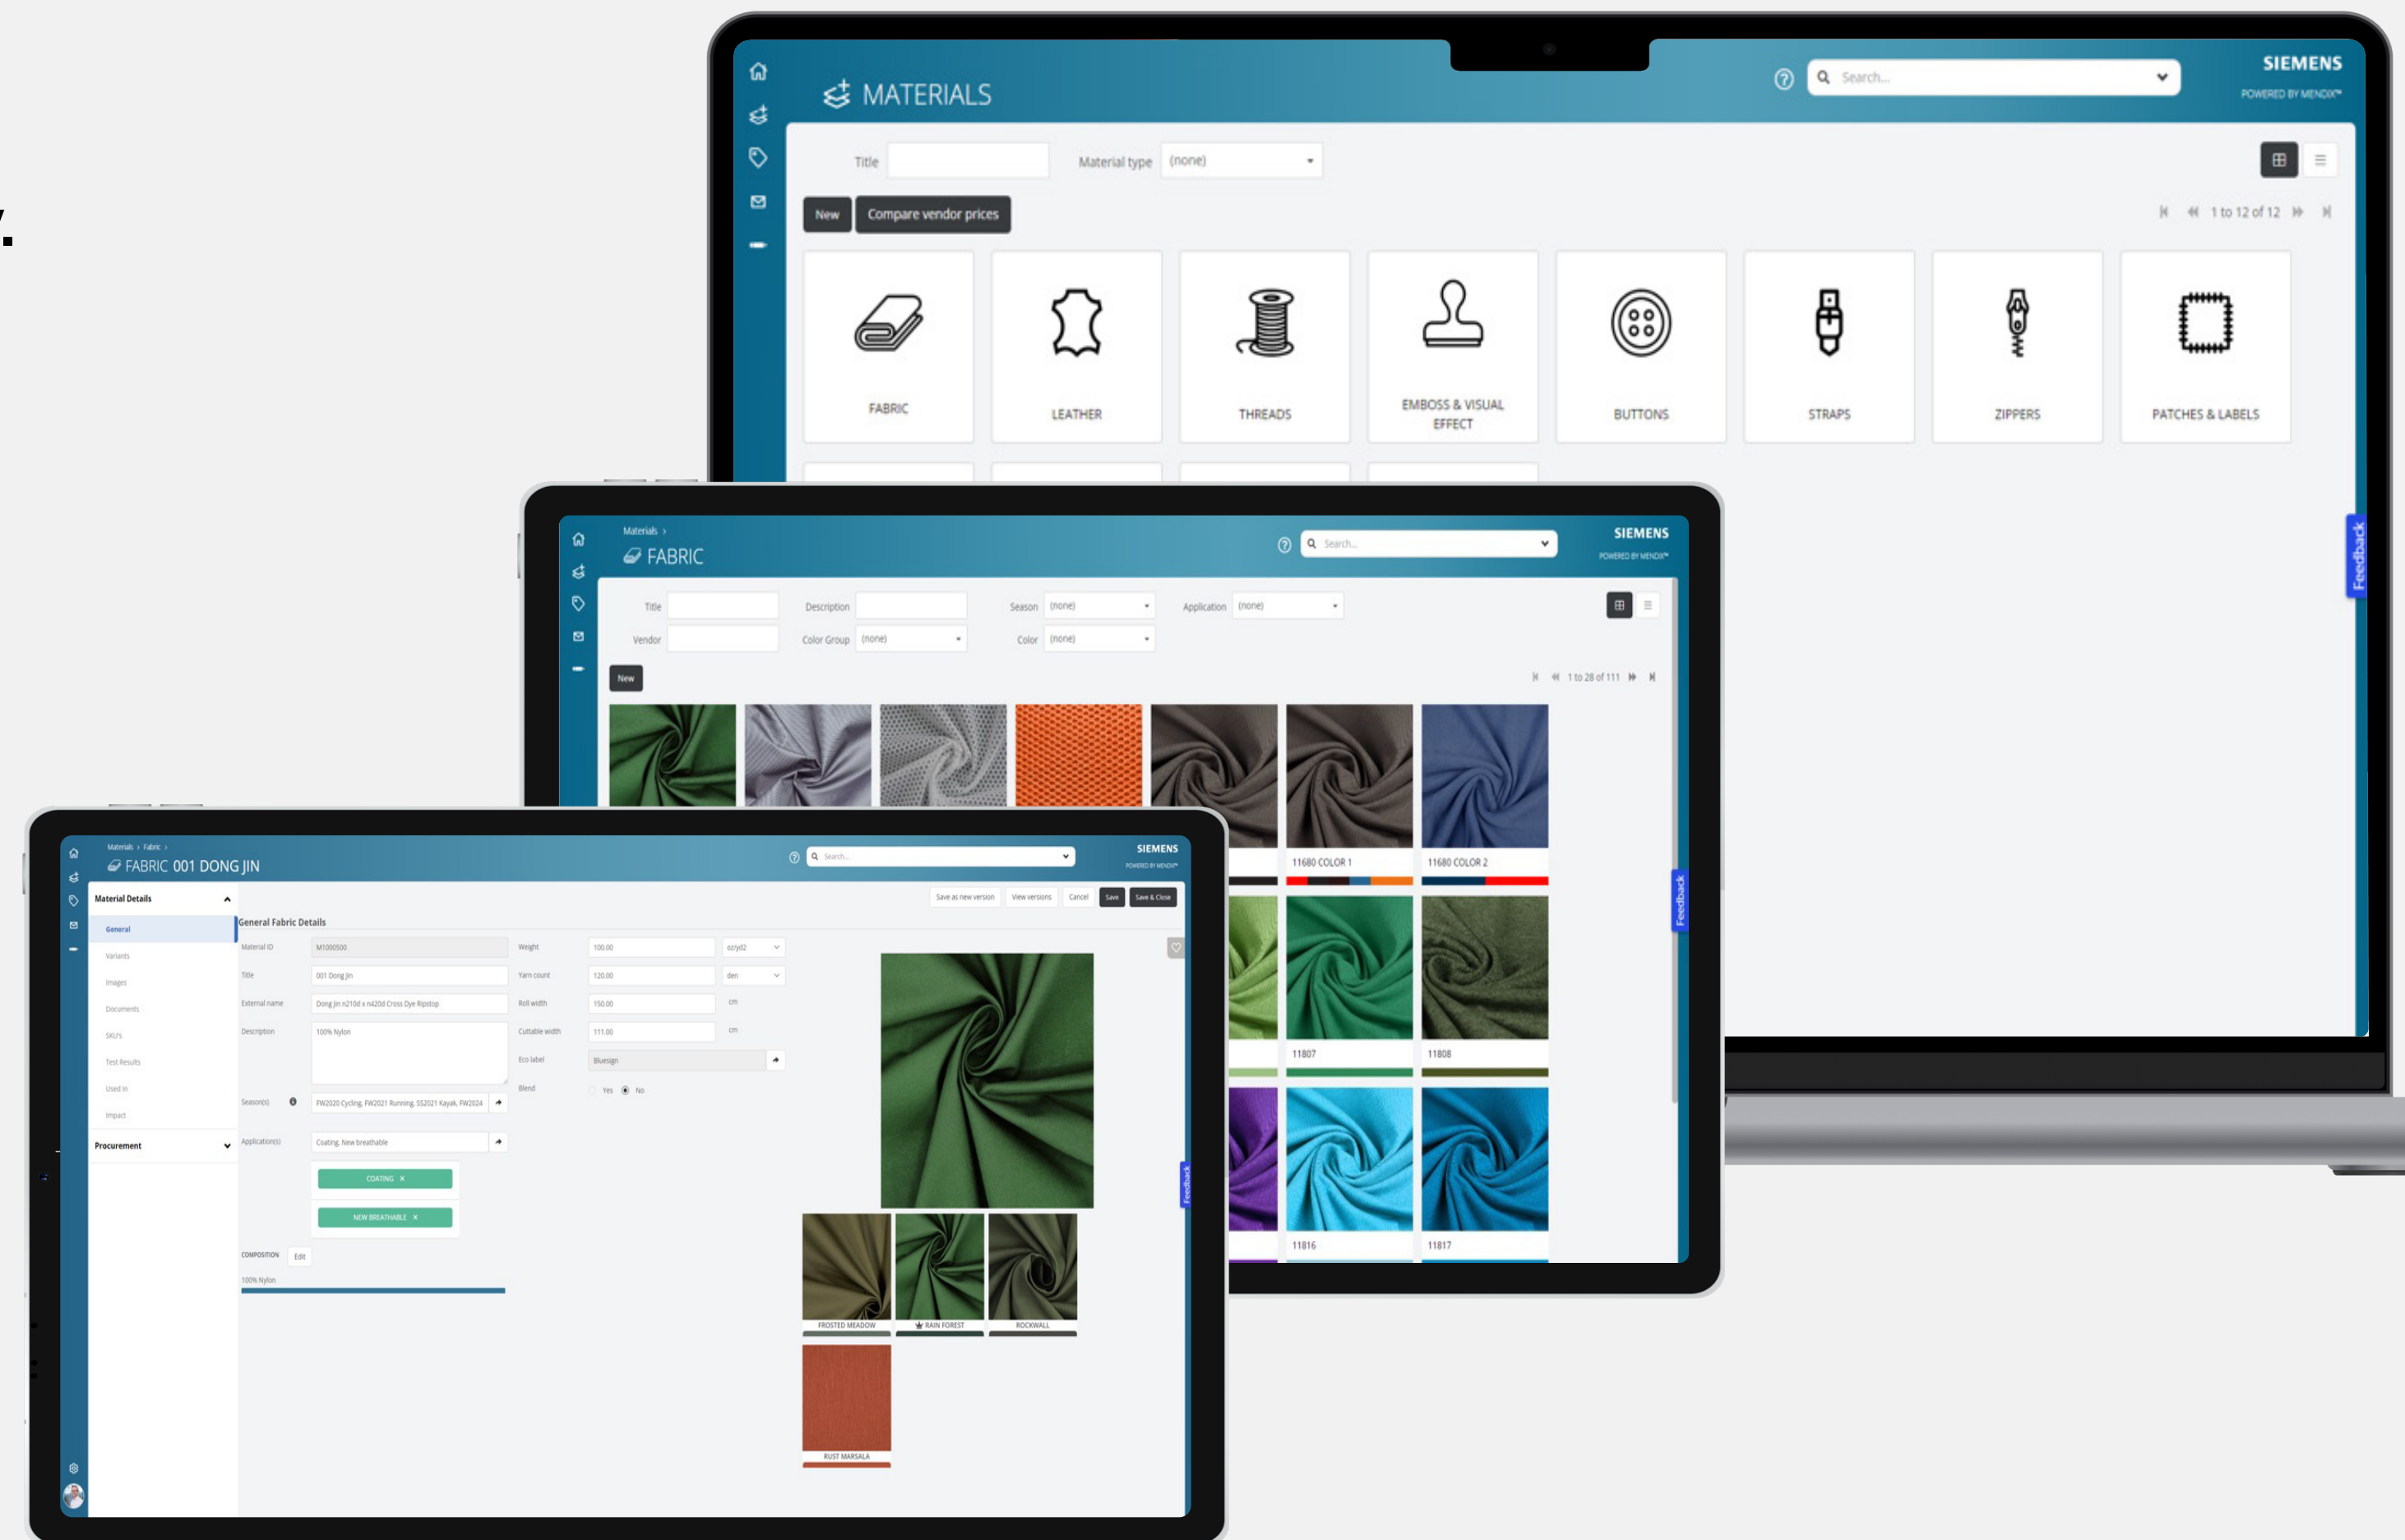 y.
MATERIALS
Search...
SIEMENS
POWERED BY MENDIX™
Title
Material type (none)
New Compare vendor prices
1 to 12 of 12
FABRIC
LEATHER
THREADS
EMBOSS & VISUAL
EFFECT
BUTTONS
STRAPS
ZIPPERS
PATCHES & LABELS
Feedback
Materials ›
FABRIC
Search...
SIEMENS
POWERED BY MENDIX™
Title
Description
Season (none)
Application (none)
Vendor
Color Group (none)
Color (none)
New
1 to 28 of 111
11680 COLOR 1
11680 COLOR 2
11807
11808
11816
11817
Feedback
Materials › Fabric ›
FABRIC 001 DONG JIN
Search...
SIEMENS
POWERED BY MENDIX™
Material Details
General
Variants
Images
Documents
SKU's
Test Results
Used In
Impact
Procurement
Save as new version View versions Cancel Save Save & Close
General Fabric Details
Material ID M1000500
Title 001 Dong Jin
External name Dong Jin n210d x n420d Cross Dye Ripstop
Description 100% Nylon
Season(s) FW2020 Cycling, FW2021 Running, SS2021 Kayak, FW2024
Application(s) Coating, New breathable
COATING ×
NEW BREATHABLE ×
COMPOSITION Edit
100% Nylon
Weight 100.00 oz/yd2
Yarn count 120.00 den
Roll width 150.00 cm
Cuttable width 111.00 cm
Eco label Bluesign
Blend Yes No
FROSTED MEADOW
RAIN FOREST
ROCKWALL
RUST MARSALA
Feedback